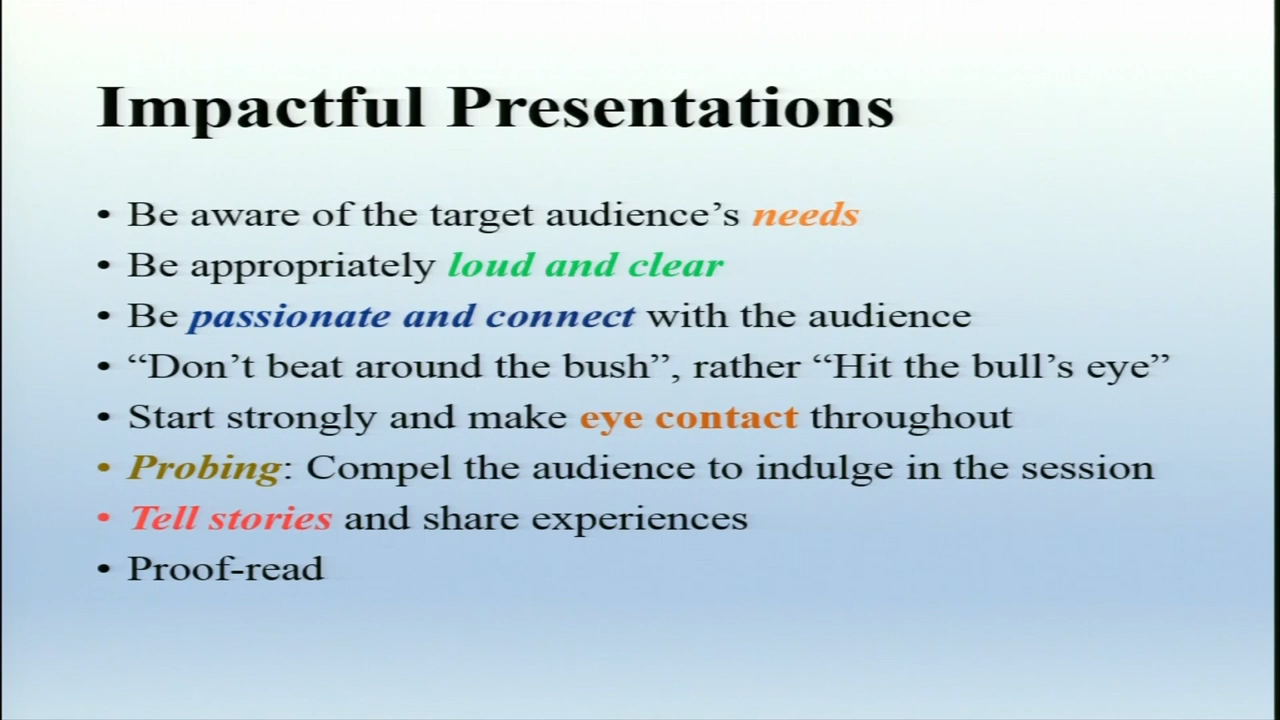 Impactful Presentations
• Be aware of the target audience’s needs
• Be appropriately loud and clear
• Be passionate and connect with the audience
• “Don’t beat around the bush”, rather “Hit the bull’s eye”
• Start strongly and make eye contact throughout
• Probing: Compel the audience to indulge in the session
• Tell stories and share experiences
• Proof-read